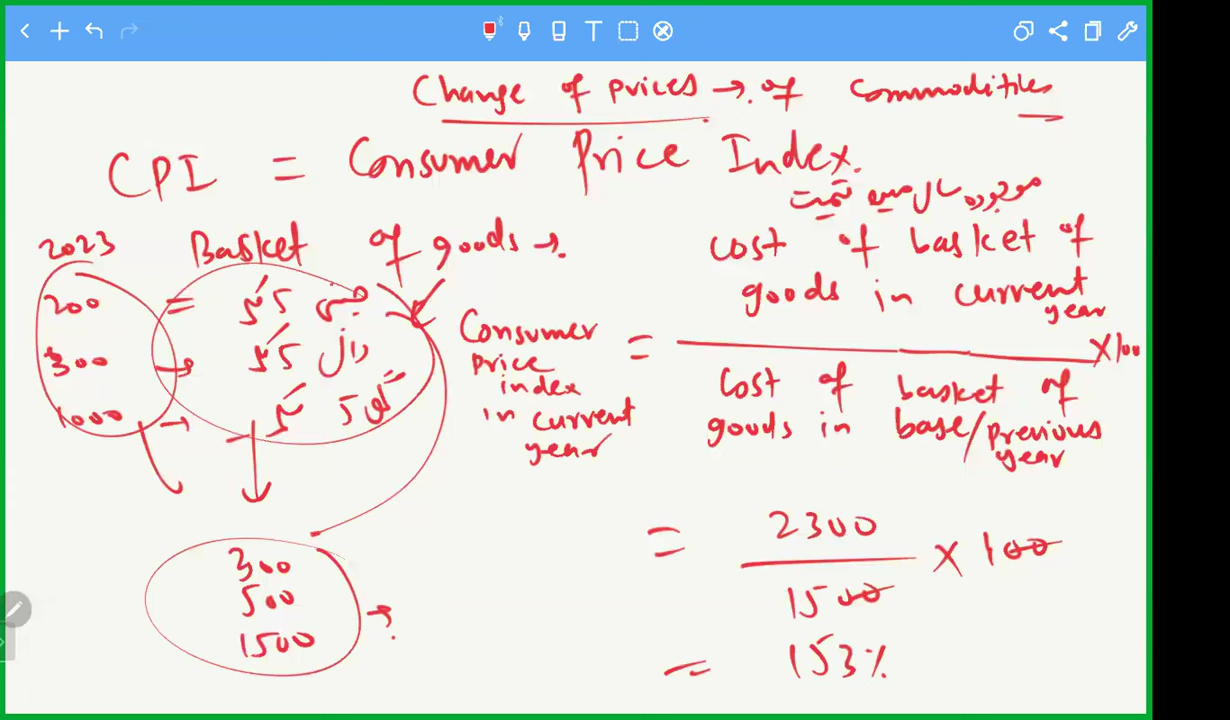 Change of prices → of commodities
CPI = Consumer Price Index.
موجودہ سال میں قیمت
2023 Basket of goods →
200 = چینی 5 کلو
300 → دال 5 کلو
1000 → گھی 5 کلو
300
500
1500 →
Consumer price index in current year = cost of basket of goods in current year
cost of basket of goods in base/previous year
×100
= 2300
1500
× 100
= 153%